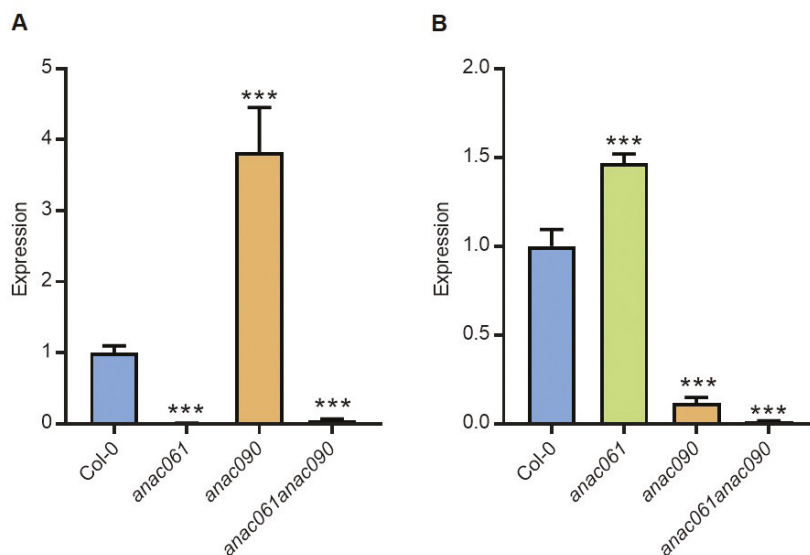 A
Expression
5
4
3
2
1
0
***
***
***
Col-0
anac061
anac090
anac061anac090
B
Expression
2.0
1.5
1.0
0.5
0.0
***
***
***
Col-0
anac061
anac090
anac061anac090